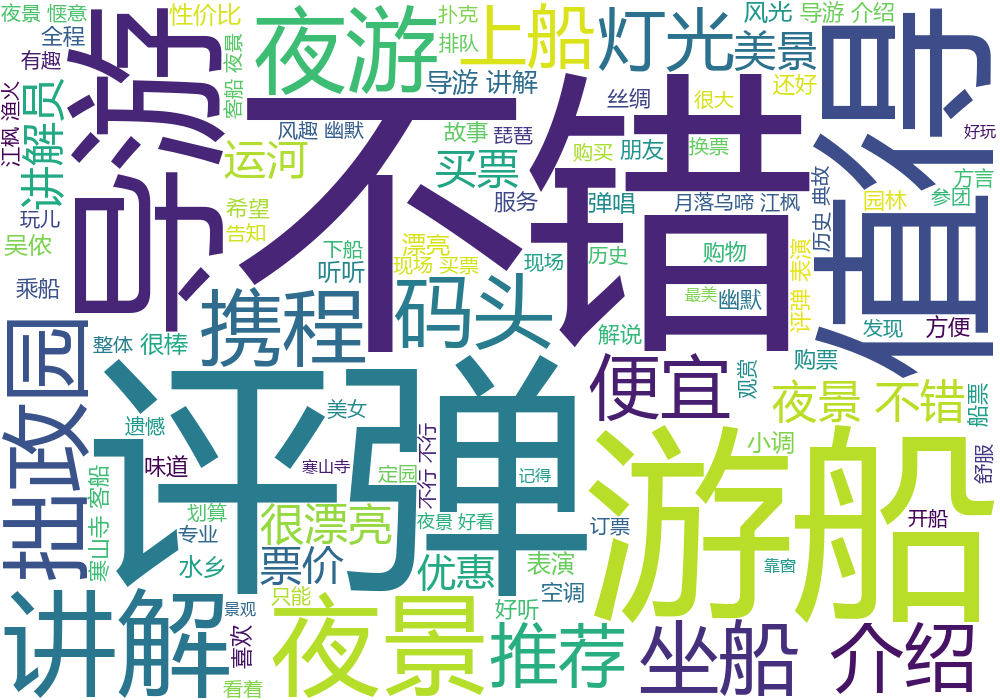 夜景 惬意
性价比
夜游
扑克
上船
灯光
风光
导游 介绍
全程
有趣
导游
夜景
客船
排队
美景
值得
导游 讲解
不错
丝绸
很大
还好
江枫 渔火
讲解员
风趣 幽默
故事
琵琶
好玩
运河
买票
购买
朋友
换票
方言
参团
玩儿
希望
告知
服务
弹唱
月落乌啼 江枫
历史 典故
园林
吴侬
下船
漂亮
听听
现场 买票
现场
历史
购物
评弹 表演
乘船
携程
码头
最美
幽默
拙政园
整体
很棒
解说
发现
方便
评弹
便宜
观赏
购票
夜景 不错
船票
美女
遗憾
游船
小调
味道
寒山寺
不行 不行
定园
记得
舒服
寒山寺 客船
划算
很漂亮
夜景 好看
订票
开船
专业
票价
优惠
表演
水乡
空调
靠窗
讲解
只能
夜景
景观
好听
推荐
坐船
介绍
喜欢
看着